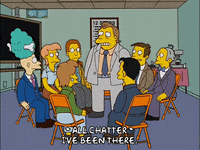 * ALL CHATTER *
I'VE BEEN THERE.